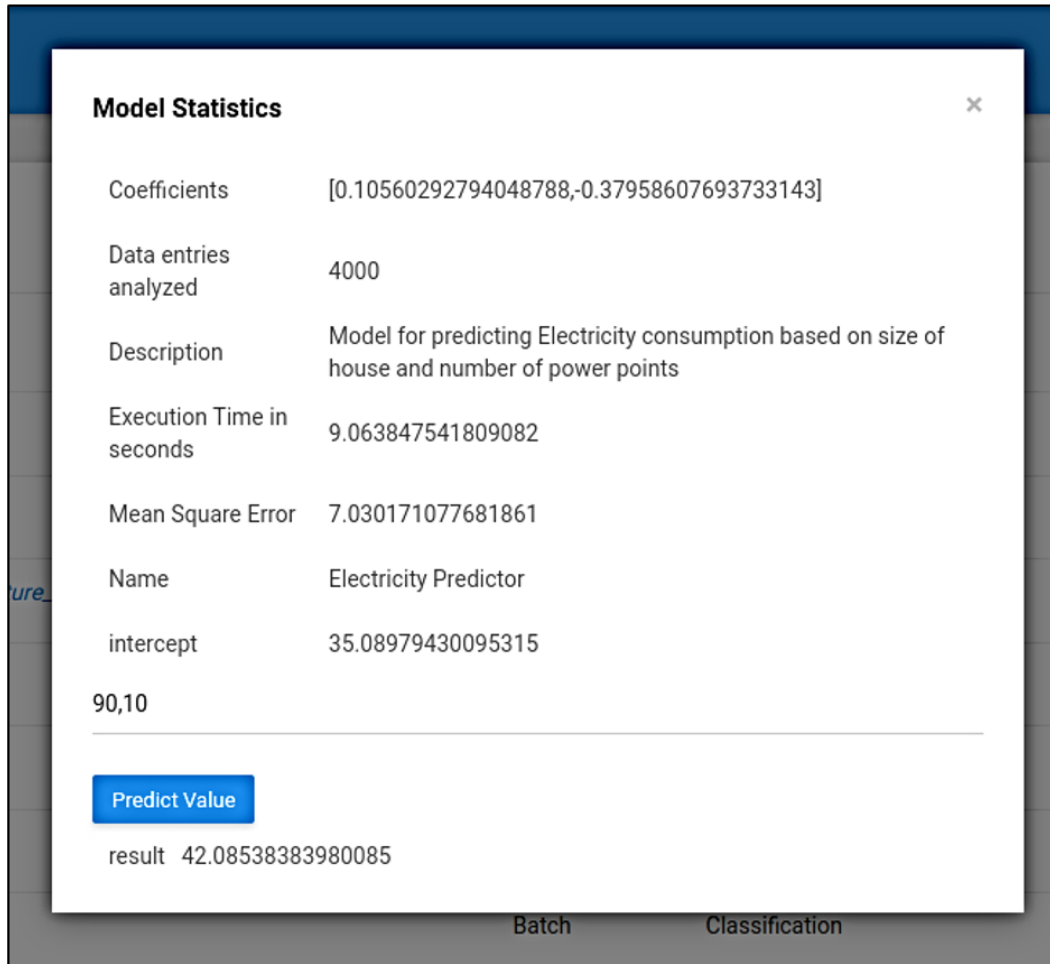 Model Statistics ×
Coefficients [0.10560292794048788,-0.37958607693733143]
Data entries
analyzed 4000
Description Model for predicting Electricity consumption based on size of
house and number of power points
Execution Time in
seconds 9.063847541809082
Mean Square Error 7.030171077681861
Name Electricity Predictor
ture_
intercept 35.08979430095315
90,10
Predict Value
result 42.08538383980085
Batch Classification